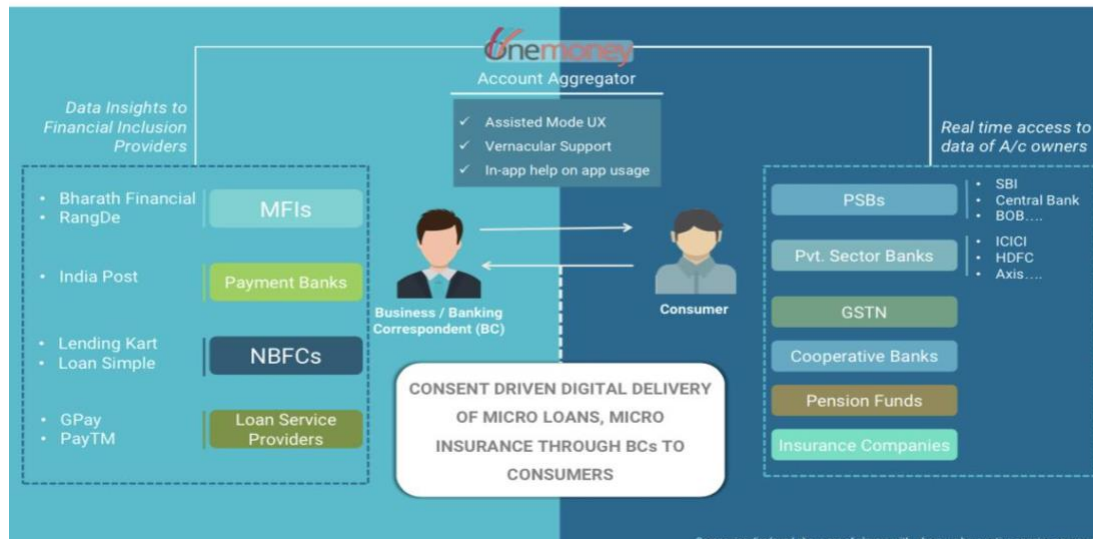 Onemoney
Account Aggregator
✓ Assisted Mode UX
✓ Vernacular Support
✓ In-app help on app usage
Data Insights to
Financial Inclusion
Providers
• Bharath Financial
• RangDe
MFIs
• India Post
Payment Banks
• Lending Kart
• Loan Simple
NBFCs
• GPay
• PayTM
Loan Service
Providers
Business / Banking
Correspondent (BC)
Consumer
CONSENT DRIVEN DIGITAL DELIVERY
OF MICRO LOANS, MICRO
INSURANCE THROUGH BCs TO
CONSUMERS
Real time access to
data of A/c owners
PSBs
• SBI
• Central Bank
• BOB....
Pvt. Sector Banks
• ICICI
• HDFC
• Axis....
GSTN
Cooperative Banks
Pension Funds
Insurance Companies